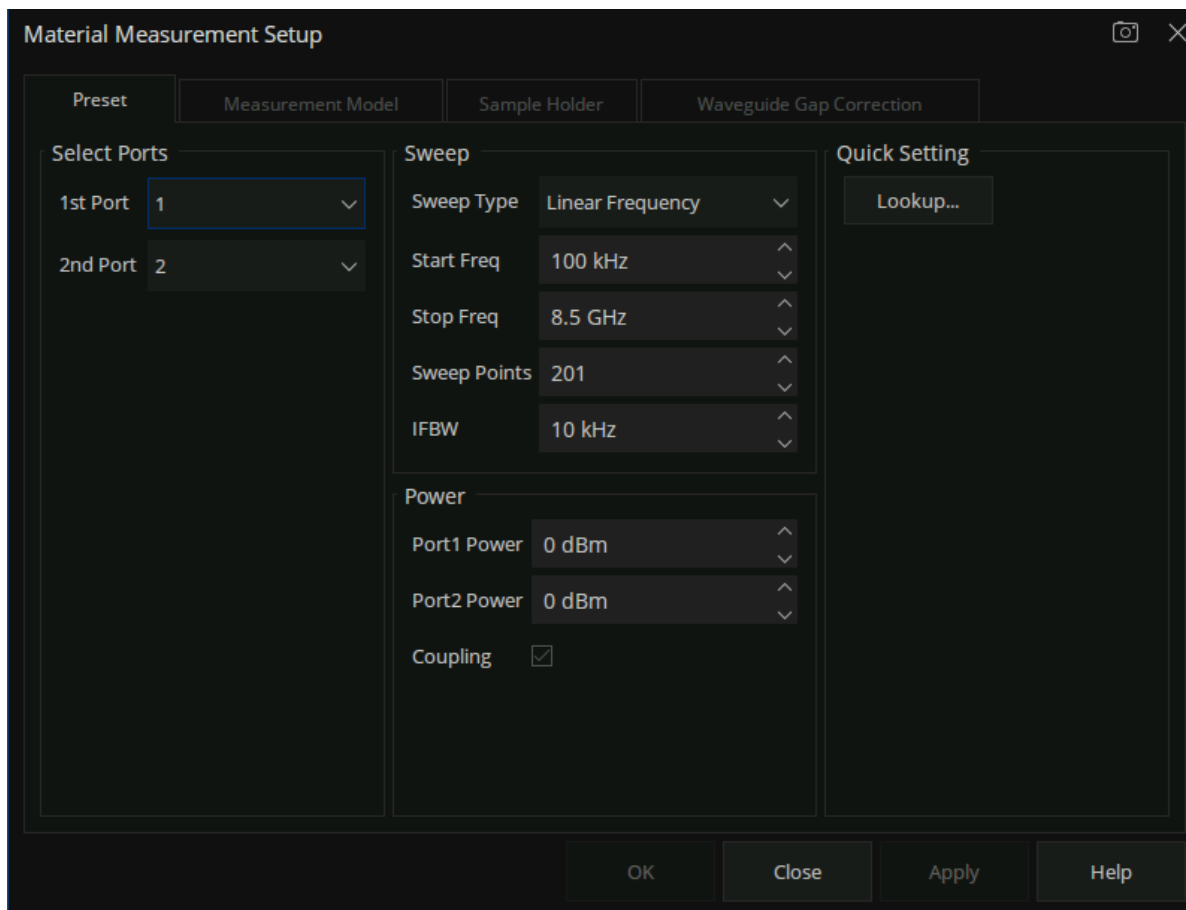 Material Measurement Setup
Preset
Measurement Model
Sample Holder
Waveguide Gap Correction
Select Ports
1st Port 1
2nd Port 2
Sweep
Sweep Type Linear Frequency
Start Freq 100 kHz
Stop Freq 8.5 GHz
Sweep Points 201
IFBW 10 kHz
Power
Port1 Power 0 dBm
Port2 Power 0 dBm
Coupling
Quick Setting
Lookup...
OK
Close
Apply
Help